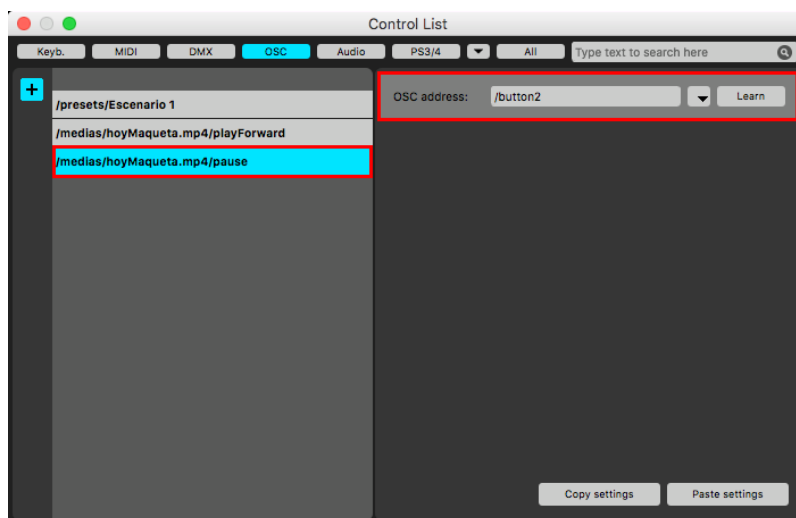 Control List
Keyb. MIDI DMX OSC Audio PS3/4 All Type text to search here
+
/presets/Escenario 1
/medias/hoyMaqueta.mp4/playForward
/medias/hoyMaqueta.mp4/pause
OSC address: /button2 Learn
Copy settings Paste settings